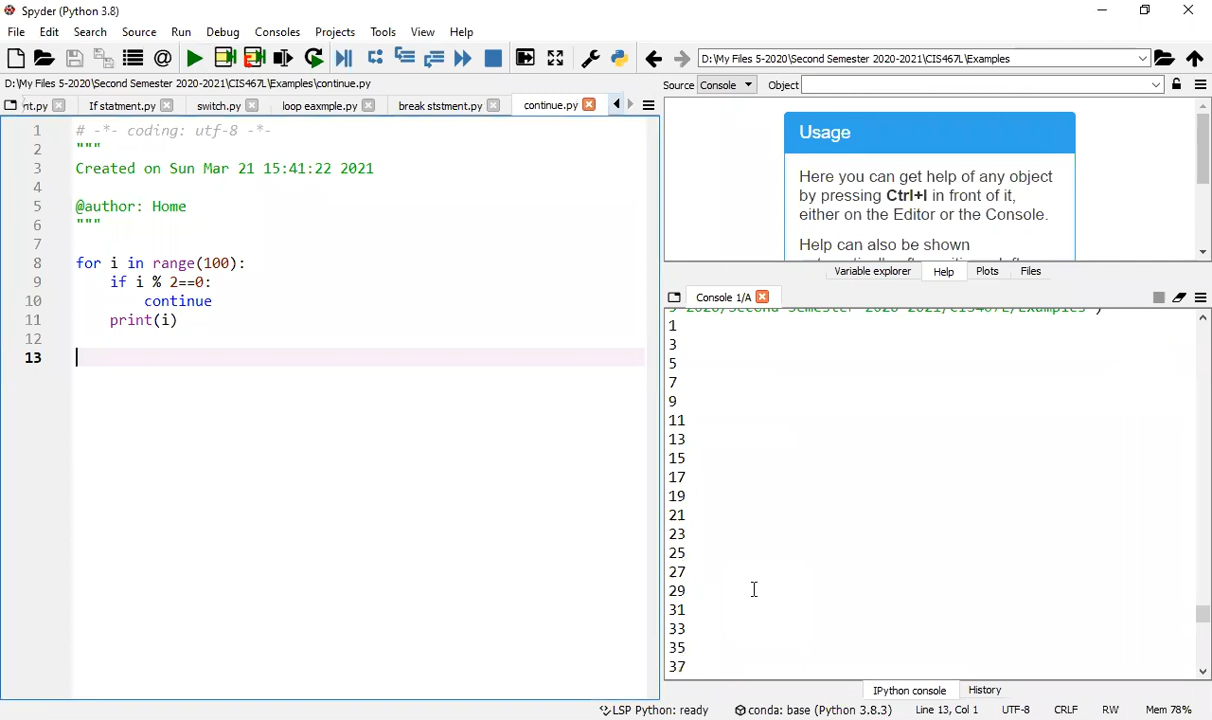 Spyder (Python 3.8)
File Edit Search Source Run Debug Consoles Projects Tools View Help
D:\My Files 5-2020\Second Semester 2020-2021\CIS467L\Examples
D:\My Files 5-2020\Second Semester 2020-2021\CIS467L\Examples\continue.py
Source Console Object
nt.py If statment.py switch.py loop eaxmple.py break ststment.py continue.py
1 # -*- coding: utf-8 -*-
2 """
3 Created on Sun Mar 21 15:41:22 2021
4
5 @author: Home
6 """
7
8 for i in range(100):
9 if i % 2==0:
10 continue
11 print(i)
12
13
Usage
Here you can get help of any object
by pressing Ctrl+I in front of it,
either on the Editor or the Console.
Help can also be shown
Variable explorer Help Plots Files
Console 1/A
1
3
5
7
9
11
13
15
17
19
21
23
25
27
29
31
33
35
37
IPython console History
LSP Python: ready conda: base (Python 3.8.3) Line 13, Col 1 UTF-8 CRLF RW Mem 78%